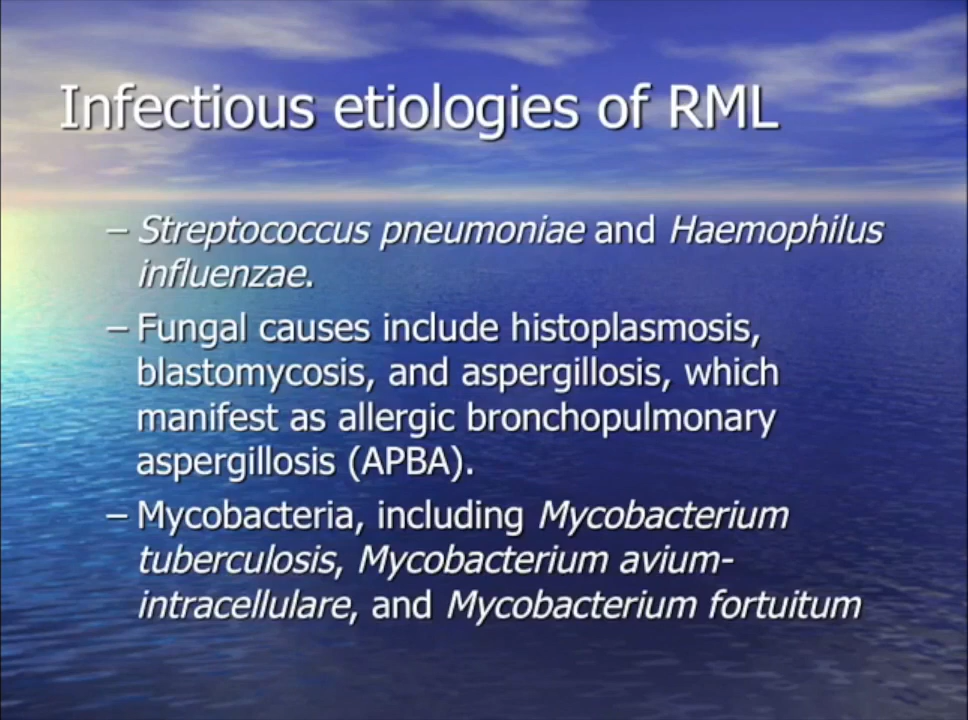 Infectious etiologies of RML
– Streptococcus pneumoniae and Haemophilus
influenzae.
– Fungal causes include histoplasmosis,
blastomycosis, and aspergillosis, which
manifest as allergic bronchopulmonary
aspergillosis (APBA).
– Mycobacteria, including Mycobacterium
tuberculosis, Mycobacterium avium-
intracellulare, and Mycobacterium fortuitum